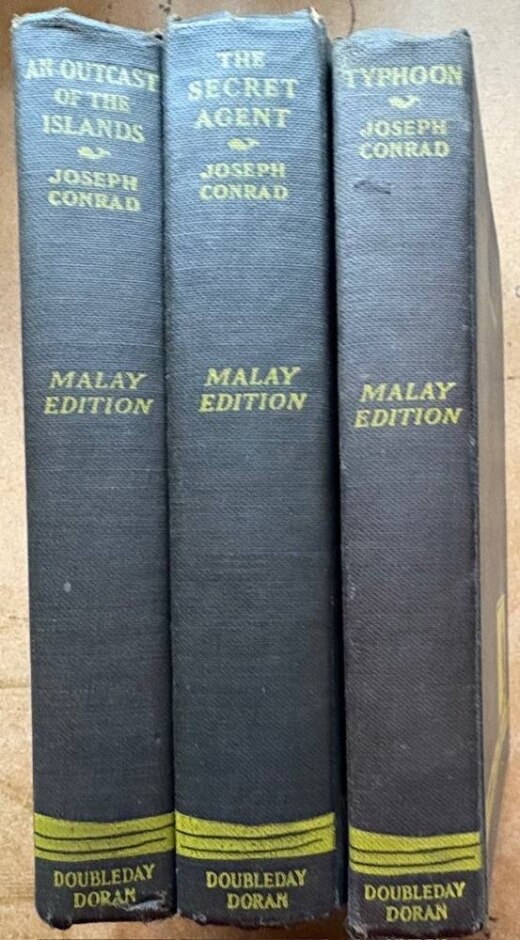 AN OUTCAST
OF THE
ISLANDS
JOSEPH
CONRAD
MALAY
EDITION
DOUBLEDAY
DORAN
THE
SECRET
AGENT
JOSEPH
CONRAD
MALAY
EDITION
DOUBLEDAY
DORAN
TYPHOON
JOSEPH
CONRAD
MALAY
EDITION
DOUBLEDAY
DORAN